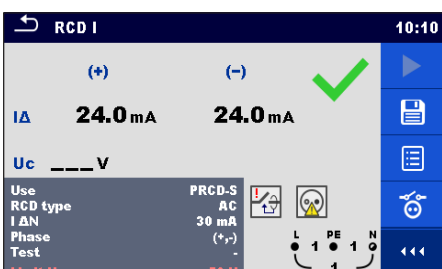 RCD I 10:10
(+) (-)
IΔ 24.0 mA 24.0 mA
Uc ___ V
Use PRCD-S
RCD type AC
I ΔN 30 mA
Phase (+,-)
Test -
L PE N
1 1
1